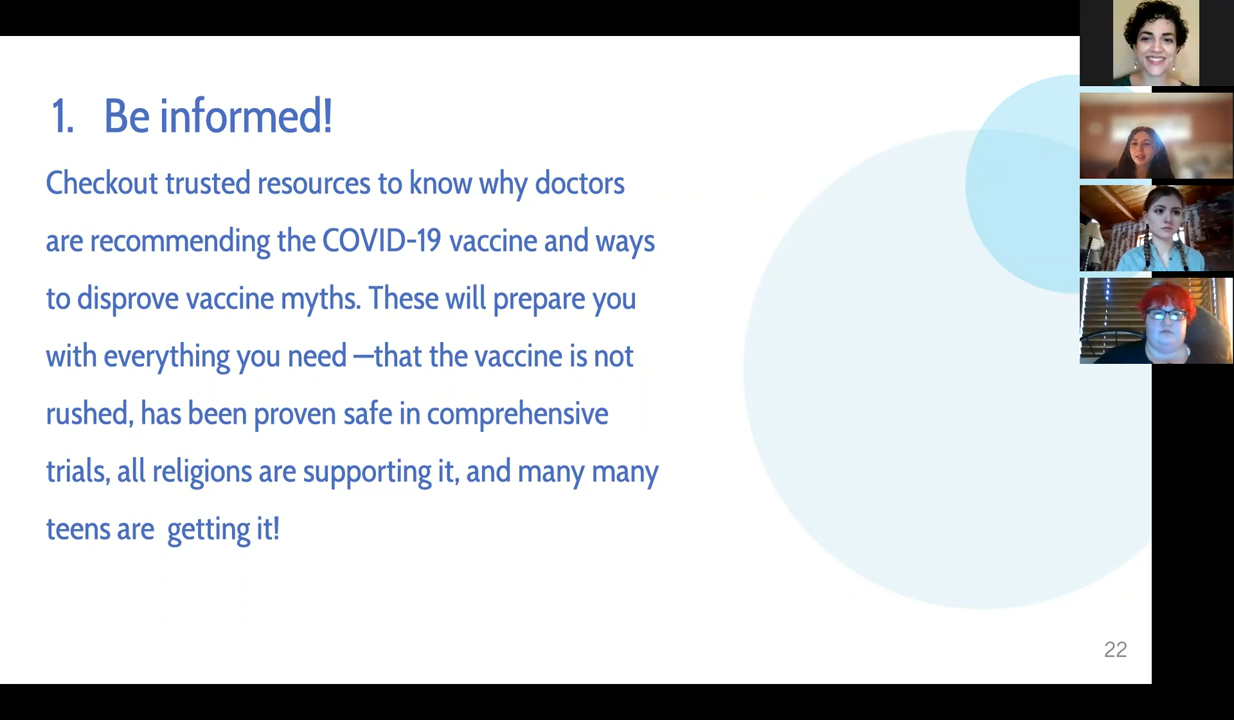 1. Be informed!
Checkout trusted resources to know why doctors
are recommending the COVID-19 vaccine and ways
to disprove vaccine myths. These will prepare you
with everything you need —that the vaccine is not
rushed, has been proven safe in comprehensive
trials, all religions are supporting it, and many many
teens are  getting it!
22